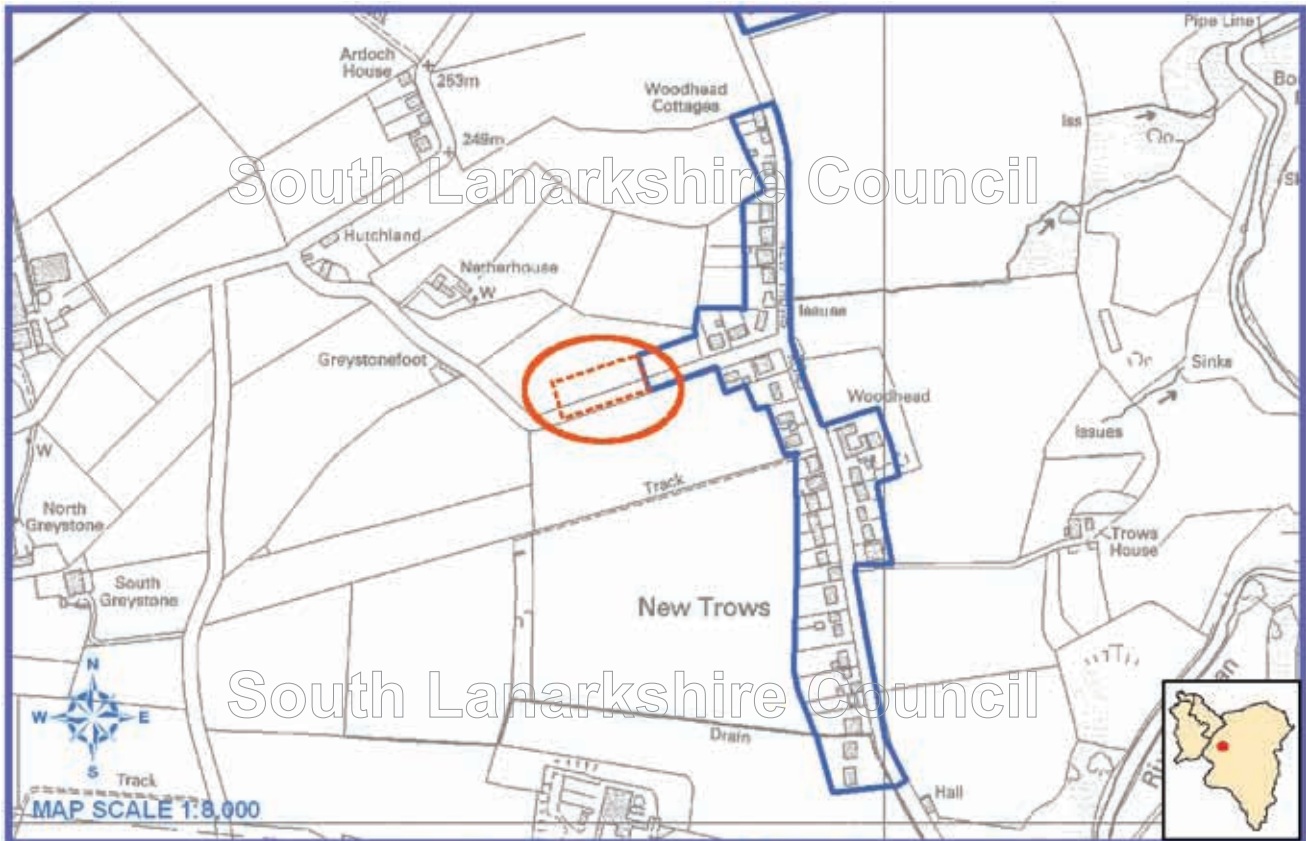 Pipe Line
Ardoch
House
253m
Woodhead
Cottages
249m
Iss
South Lanarkshire Council
Hutchland
Netherhouse
W
Issues
Greystonefoot
Sinks
Woodhead
W
Issues
Track
North
Greystone
Trows
House
South
Greystone
New Trows
N
South Lanarkshire Council
W
E
Drain
S
Track
Hall
MAP SCALE 1:8,000